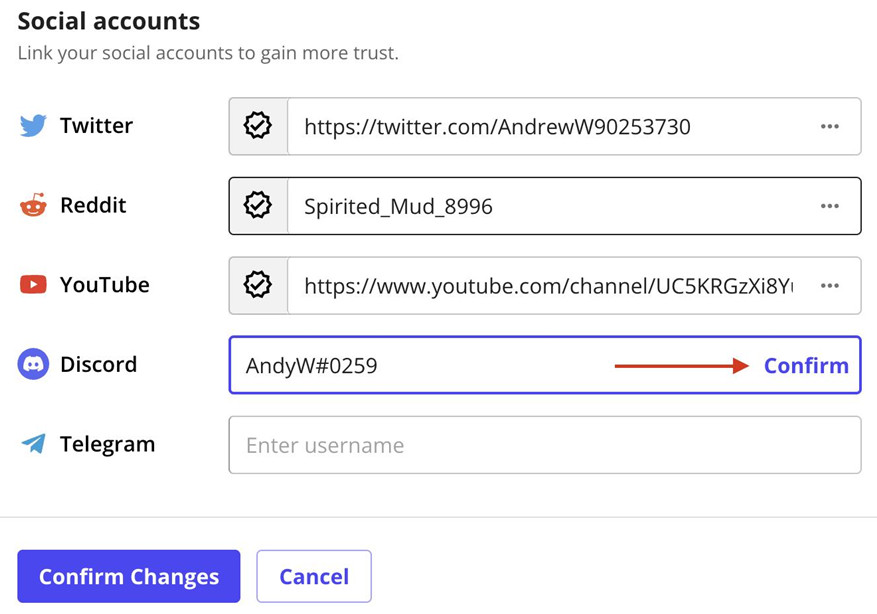 Social accounts
Link your social accounts to gain more trust.
Twitter
https://twitter.com/AndrewW90253730
Reddit
Spirited_Mud_8996
YouTube
https://www.youtube.com/channel/UC5KRGzXi8Y
Discord
AndyW#0259
Confirm
Telegram
Enter username
Confirm Changes
Cancel